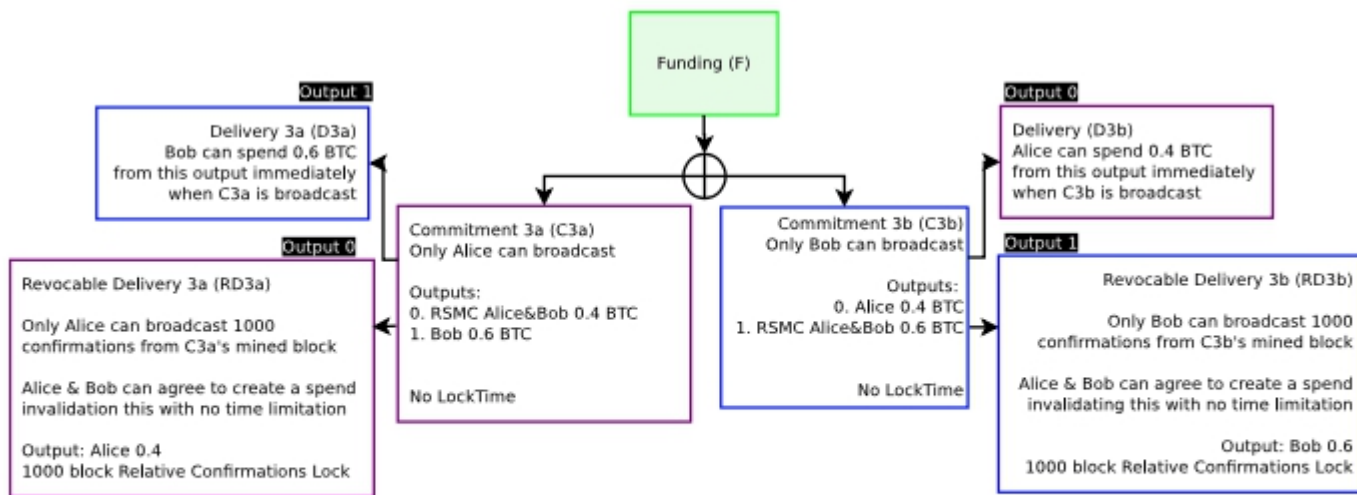 Funding (F)
Output 1
Delivery 3a (D3a)
Bob can spend 0.6 BTC
from this output immediately
when C3a is broadcast
Output 0
Delivery (D3b)
Alice can spend 0.4 BTC
from this output immediately
when C3b is broadcast
Commitment 3a (C3a)
Only Alice can broadcast
Outputs:
0. RSMC Alice&Bob 0.4 BTC
1. Bob 0.6 BTC
No LockTime
Commitment 3b (C3b)
Only Bob can broadcast
Outputs:
0. Alice 0.4 BTC
1. RSMC Alice&Bob 0.6 BTC
No LockTime
Output 0
Revocable Delivery 3a (RD3a)
Only Alice can broadcast 1000
confirmations from C3a's mined block
Alice & Bob can agree to create a spend
invalidation this with no time limitation
Output: Alice 0.4
1000 block Relative Confirmations Lock
Output 1
Revocable Delivery 3b (RD3b)
Only Bob can broadcast 1000
confirmations from C3b's mined block
Alice & Bob can agree to create a spend
invalidating this with no time limitation
Output: Bob 0.6
1000 block Relative Confirmations Lock